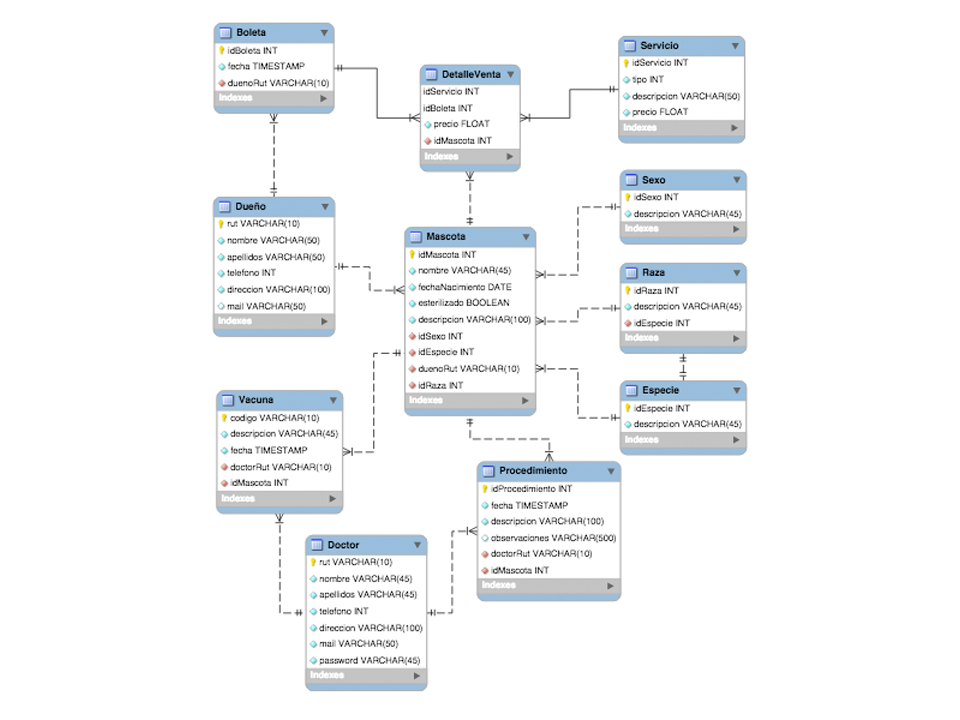 Boleta
idBoleta INT
fecha TIMESTAMP
duenoRut VARCHAR(10)
Indexes
DetalleVenta
idServicio INT
idBoleta INT
precio FLOAT
idMascota INT
Indexes
Servicio
idServicio INT
tipo INT
descripcion VARCHAR(50)
precio FLOAT
Indexes
Dueño
rut VARCHAR(10)
nombre VARCHAR(50)
apellidos VARCHAR(50)
telefono INT
direccion VARCHAR(100)
mail VARCHAR(50)
Indexes
Mascota
idMascota INT
nombre VARCHAR(45)
fechaNacimiento DATE
esterilizado BOOLEAN
descripcion VARCHAR(100)
idSexo INT
idEspecie INT
duenoRut VARCHAR(10)
idRaza INT
Indexes
Sexo
idSexo INT
descripcion VARCHAR(45)
Indexes
Raza
idRaza INT
descripcion VARCHAR(45)
idEspecie INT
Indexes
Especie
idEspecie INT
descripcion VARCHAR(45)
Indexes
Vacuna
codigo VARCHAR(10)
descripcion VARCHAR(45)
fecha TIMESTAMP
doctorRut VARCHAR(10)
idMascota INT
Indexes
Procedimiento
idProcedimiento INT
fecha TIMESTAMP
descripcion VARCHAR(100)
observaciones VARCHAR(500)
doctorRut VARCHAR(10)
idMascota INT
Indexes
Doctor
rut VARCHAR(10)
nombre VARCHAR(45)
apellidos VARCHAR(45)
telefono INT
direccion VARCHAR(100)
mail VARCHAR(50)
password VARCHAR(45)
Indexes